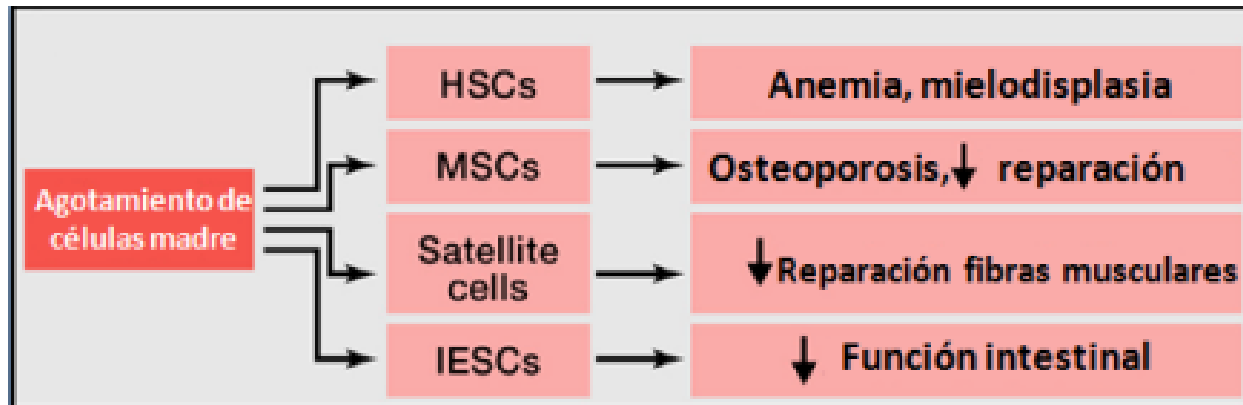 Agotamiento de
células madre
HSCs
Anemia, mielodisplasia
MSCs
Osteoporosis,↓ reparación
Satellite
cells
↓Reparación fibras musculares
IESCs
↓ Función intestinal